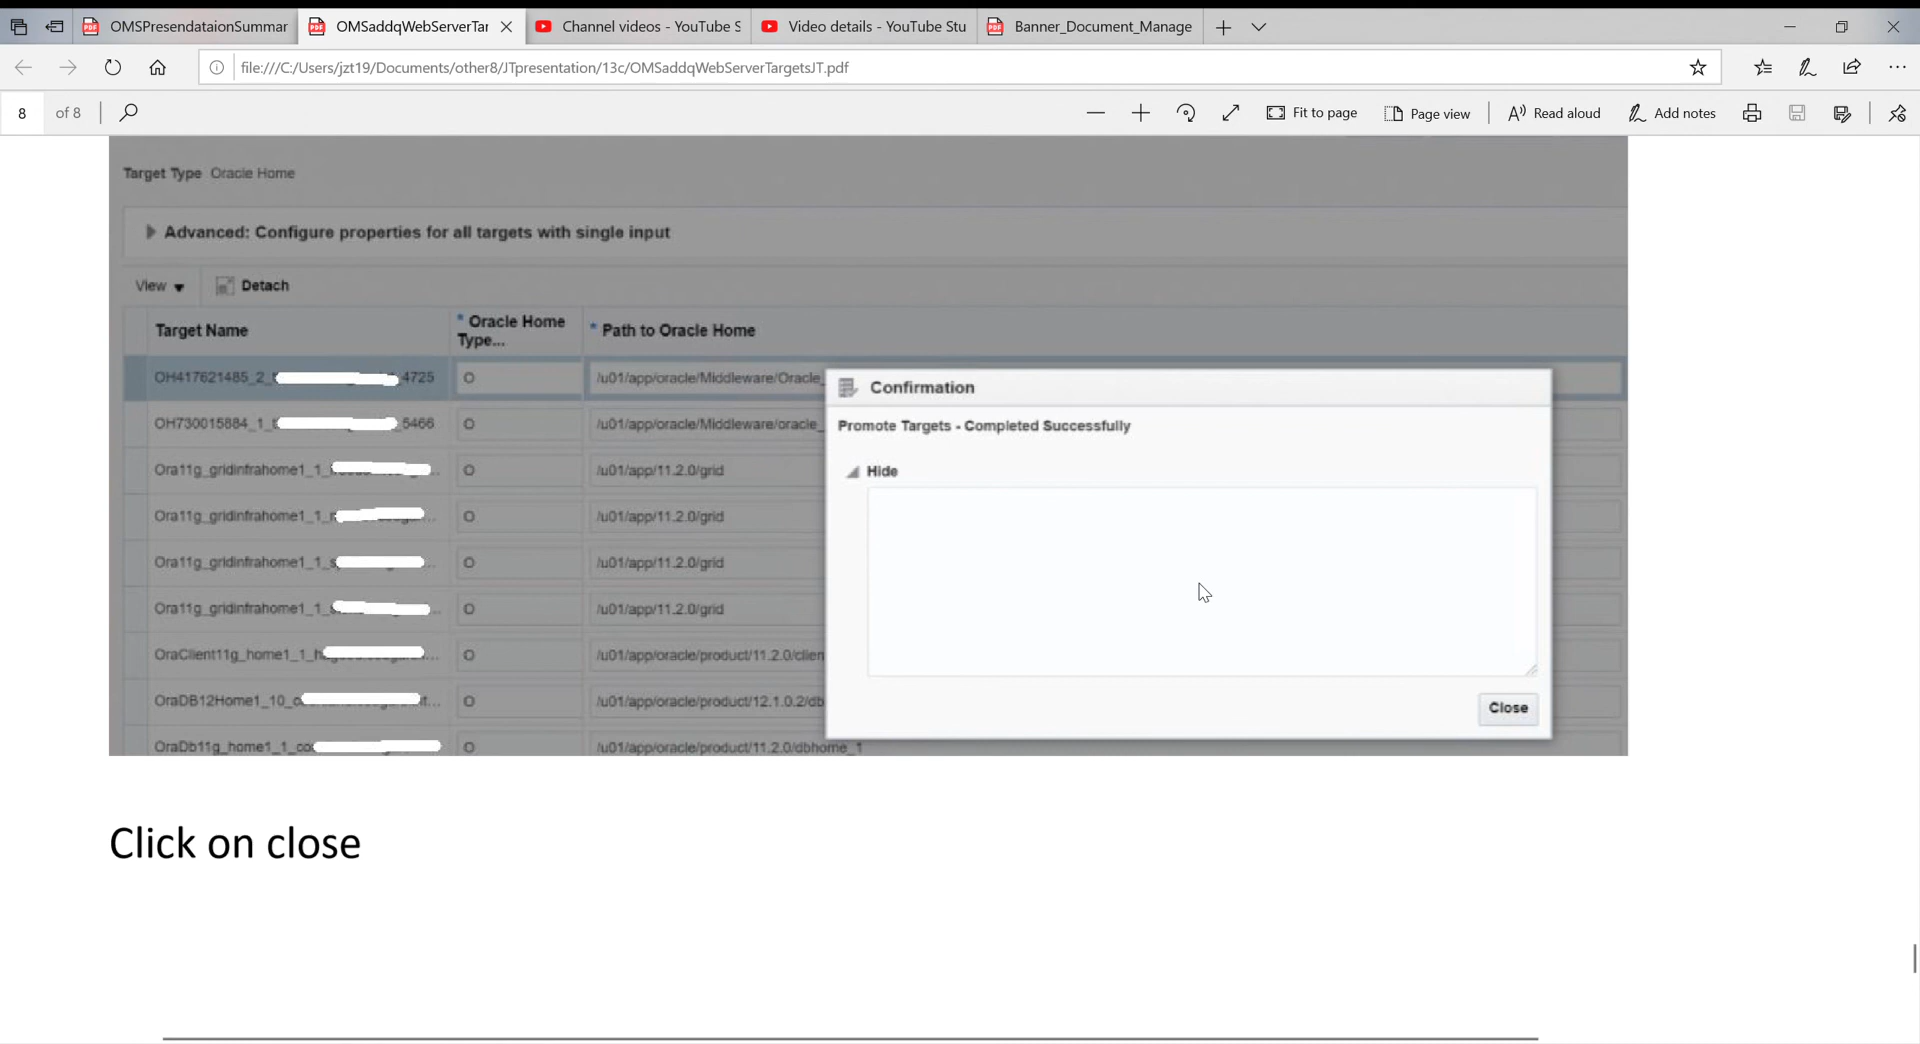 OMSPresendataionSummar
OMSaddqWebServerTar
Channel videos - YouTube S
Video details - YouTube Stu
Banner_Document_Manage
file:///C:/Users/jzt19/Documents/other8/JTpresentation/13c/OMSaddqWebServerTargetsJT.pdf
8 of 8
Fit to page
Page view
Read aloud
Add notes
Target Type Oracle Home
Advanced: Configure properties for all targets with single input
View
Detach
Target Name
* Oracle Home Type...
* Path to Oracle Home
OH417621485_2_ 4725 O /u01/app/oracle/Middleware/Oracle_
OH730015884_1_ _5466 O /u01/app/oracle/Middleware/oracle_
Ora11g_gridinfrahome1_1_ ... O /u01/app/11.2.0/grid
Ora11g_gridinfrahome1_1_ ... O /u01/app/11.2.0/grid
Ora11g_gridinfrahome1_1_s ... O /u01/app/11.2.0/grid
Ora11g_gridinfrahome1_1_s ... O /u01/app/11.2.0/grid
OraClient11g_home1_1_h ... O /u01/app/oracle/product/11.2.0/clien
OraDB12Home1_10_c t... O /u01/app/oracle/product/12.1.0.2/db
OraDb11g_home1_1_co O /u01/app/oracle/product/11.2.0/dbhome_1
Confirmation
Promote Targets - Completed Successfully
Hide
Close
Click on close